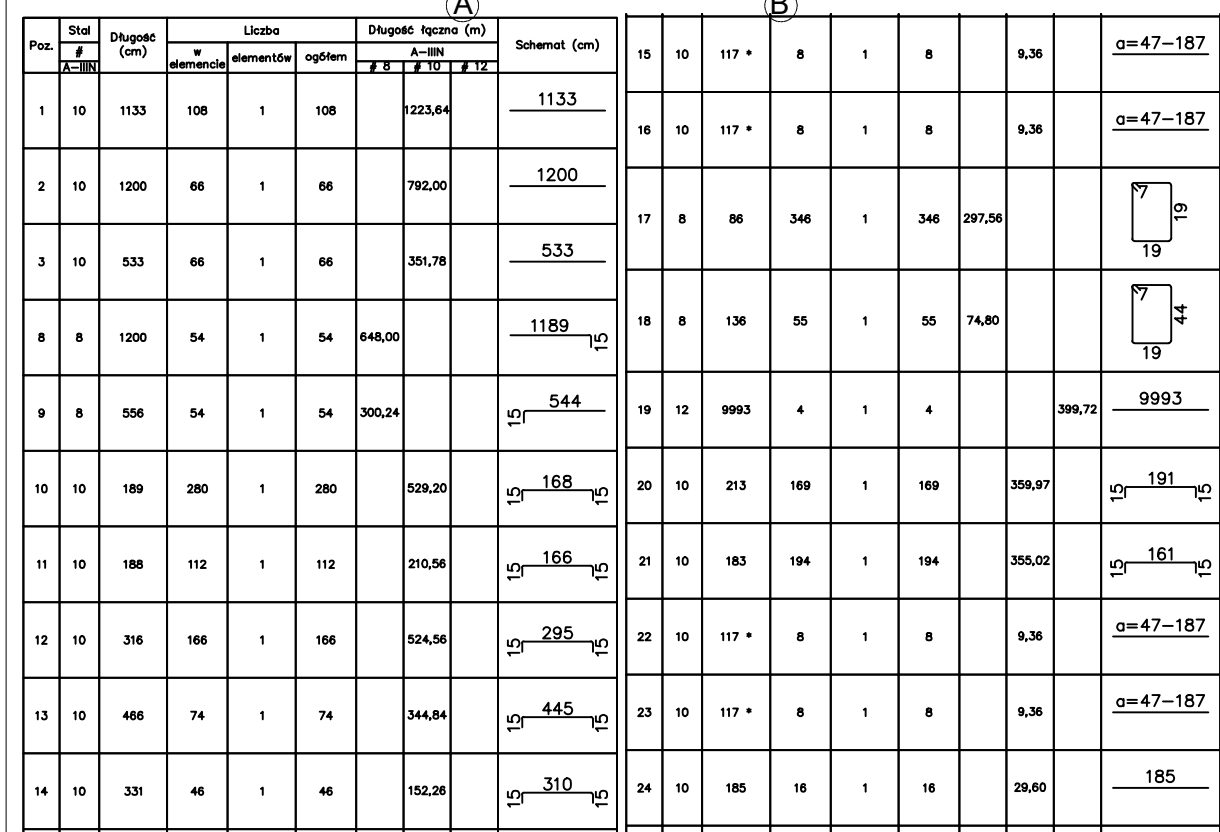 A
B
Poz. Stal Długość (cm) Liczba Długość łączna (m) Schemat (cm)
# w elemencie elementów ogółem A-IIIN
A-IIIN # 8 # 10 # 12
1 10 1133 108 1 108 1223,64 1133
2 10 1200 66 1 66 792,00 1200
3 10 533 66 1 66 351,78 533
8 8 1200 54 1 54 648,00 1189 15
9 8 556 54 1 54 300,24 15 544
10 10 189 280 1 280 529,20 15 168 15
11 10 188 112 1 112 210,56 15 166 15
12 10 316 166 1 166 524,56 15 295 15
13 10 466 74 1 74 344,84 15 445 15
14 10 331 46 1 46 152,26 15 310 15
15 10 117 * 8 1 8 9,36 a=47-187
16 10 117 * 8 1 8 9,36 a=47-187
17 8 86 346 1 346 297,56 7 19 19
18 8 136 55 1 55 74,80 7 44 19
19 12 9993 4 1 4 399,72 9993
20 10 213 169 1 169 359,97 15 191 15
21 10 183 194 1 194 355,02 15 161 15
22 10 117 * 8 1 8 9,36 a=47-187
23 10 117 * 8 1 8 9,36 a=47-187
24 10 185 16 1 16 29,60 185